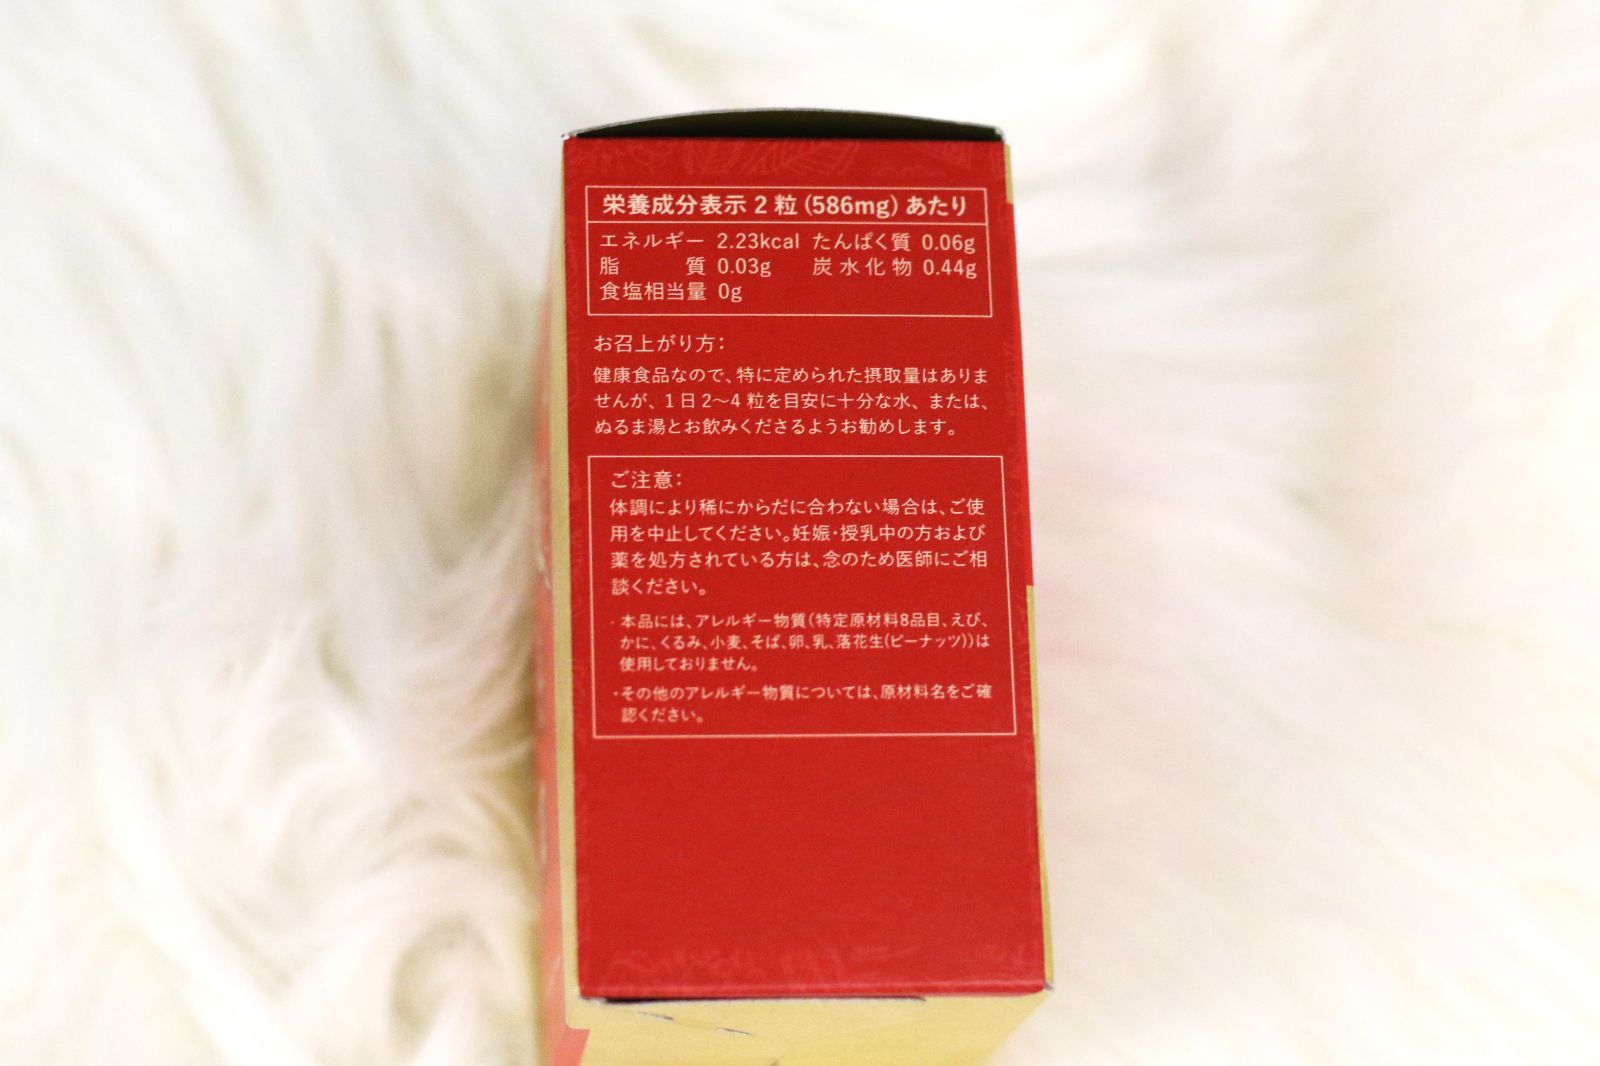 栄養成分表示 2 粒 (586mg) あたり
エネルギー 2.23kcal たんぱく質 0.06g
脂質 0.03g 炭水化物 0.44g
食塩相当量 0g
お召上がり方：
健康食品なので、特に定められた摂取量はありま
せんが、1日2〜4粒を目安に十分な水、または、
ぬるま湯とお飲みくださるようお勧めします。
ご注意：
体調により稀にからだに合わない場合は、ご使
用を中止してください。妊娠・授乳中の方および
薬を処方されている方は、念のため医師にご相
談ください。
・本品には、アレルギー物質（特定原材料8品目、えび、
かに、くるみ、小麦、そば、卵、乳、落花生(ピーナッツ)）は
使用しておりません。
・その他のアレルギー物質については、原材料名をご確
認ください。